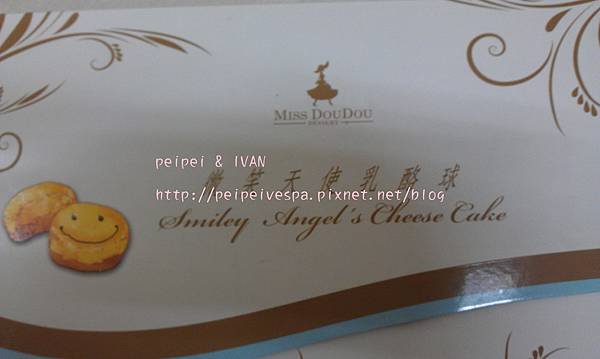 MISS DOUDOU
DESSERT
peipei & IVAN
微笑天使乳酪球
http://peipeivespa.pixnet.net/blog
Smiley Angel's Cheese Cake